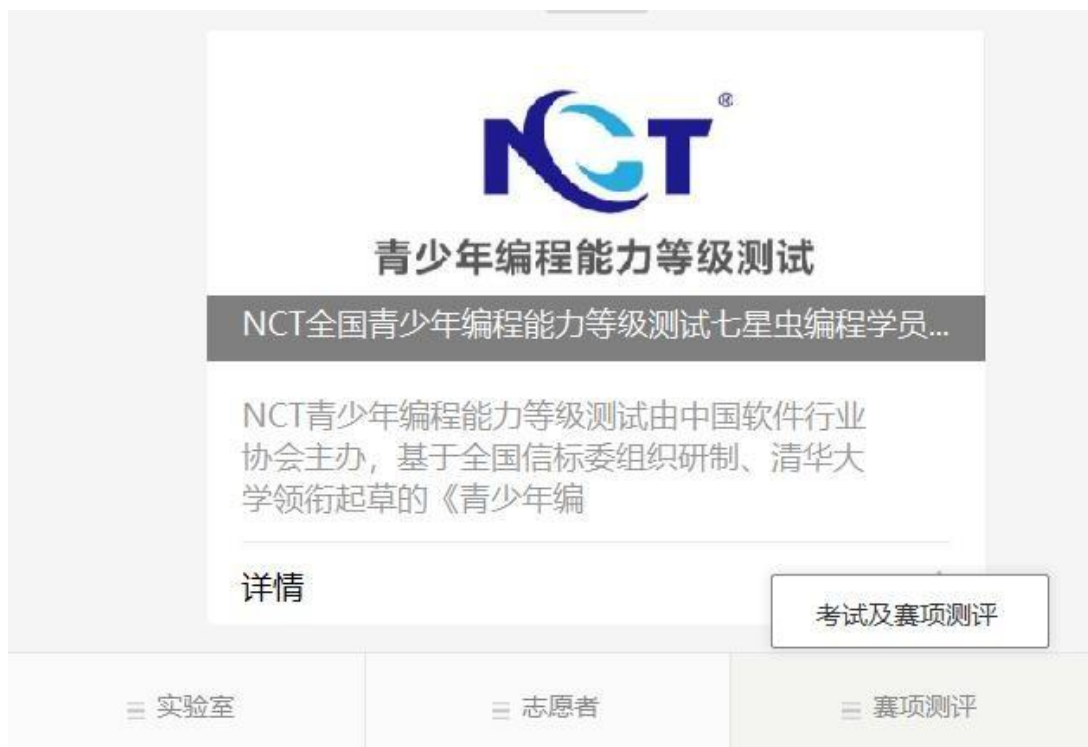 NCT®
青少年编程能力等级测试
NCT全国青少年编程能力等级测试七星虫编程学员...
NCT青少年编程能力等级测试由中国软件行业
协会主办，基于全国信标委组织研制、清华大
学领衔起草的《青少年编
详情
考试及赛项测评
实验室
志愿者
赛项测评